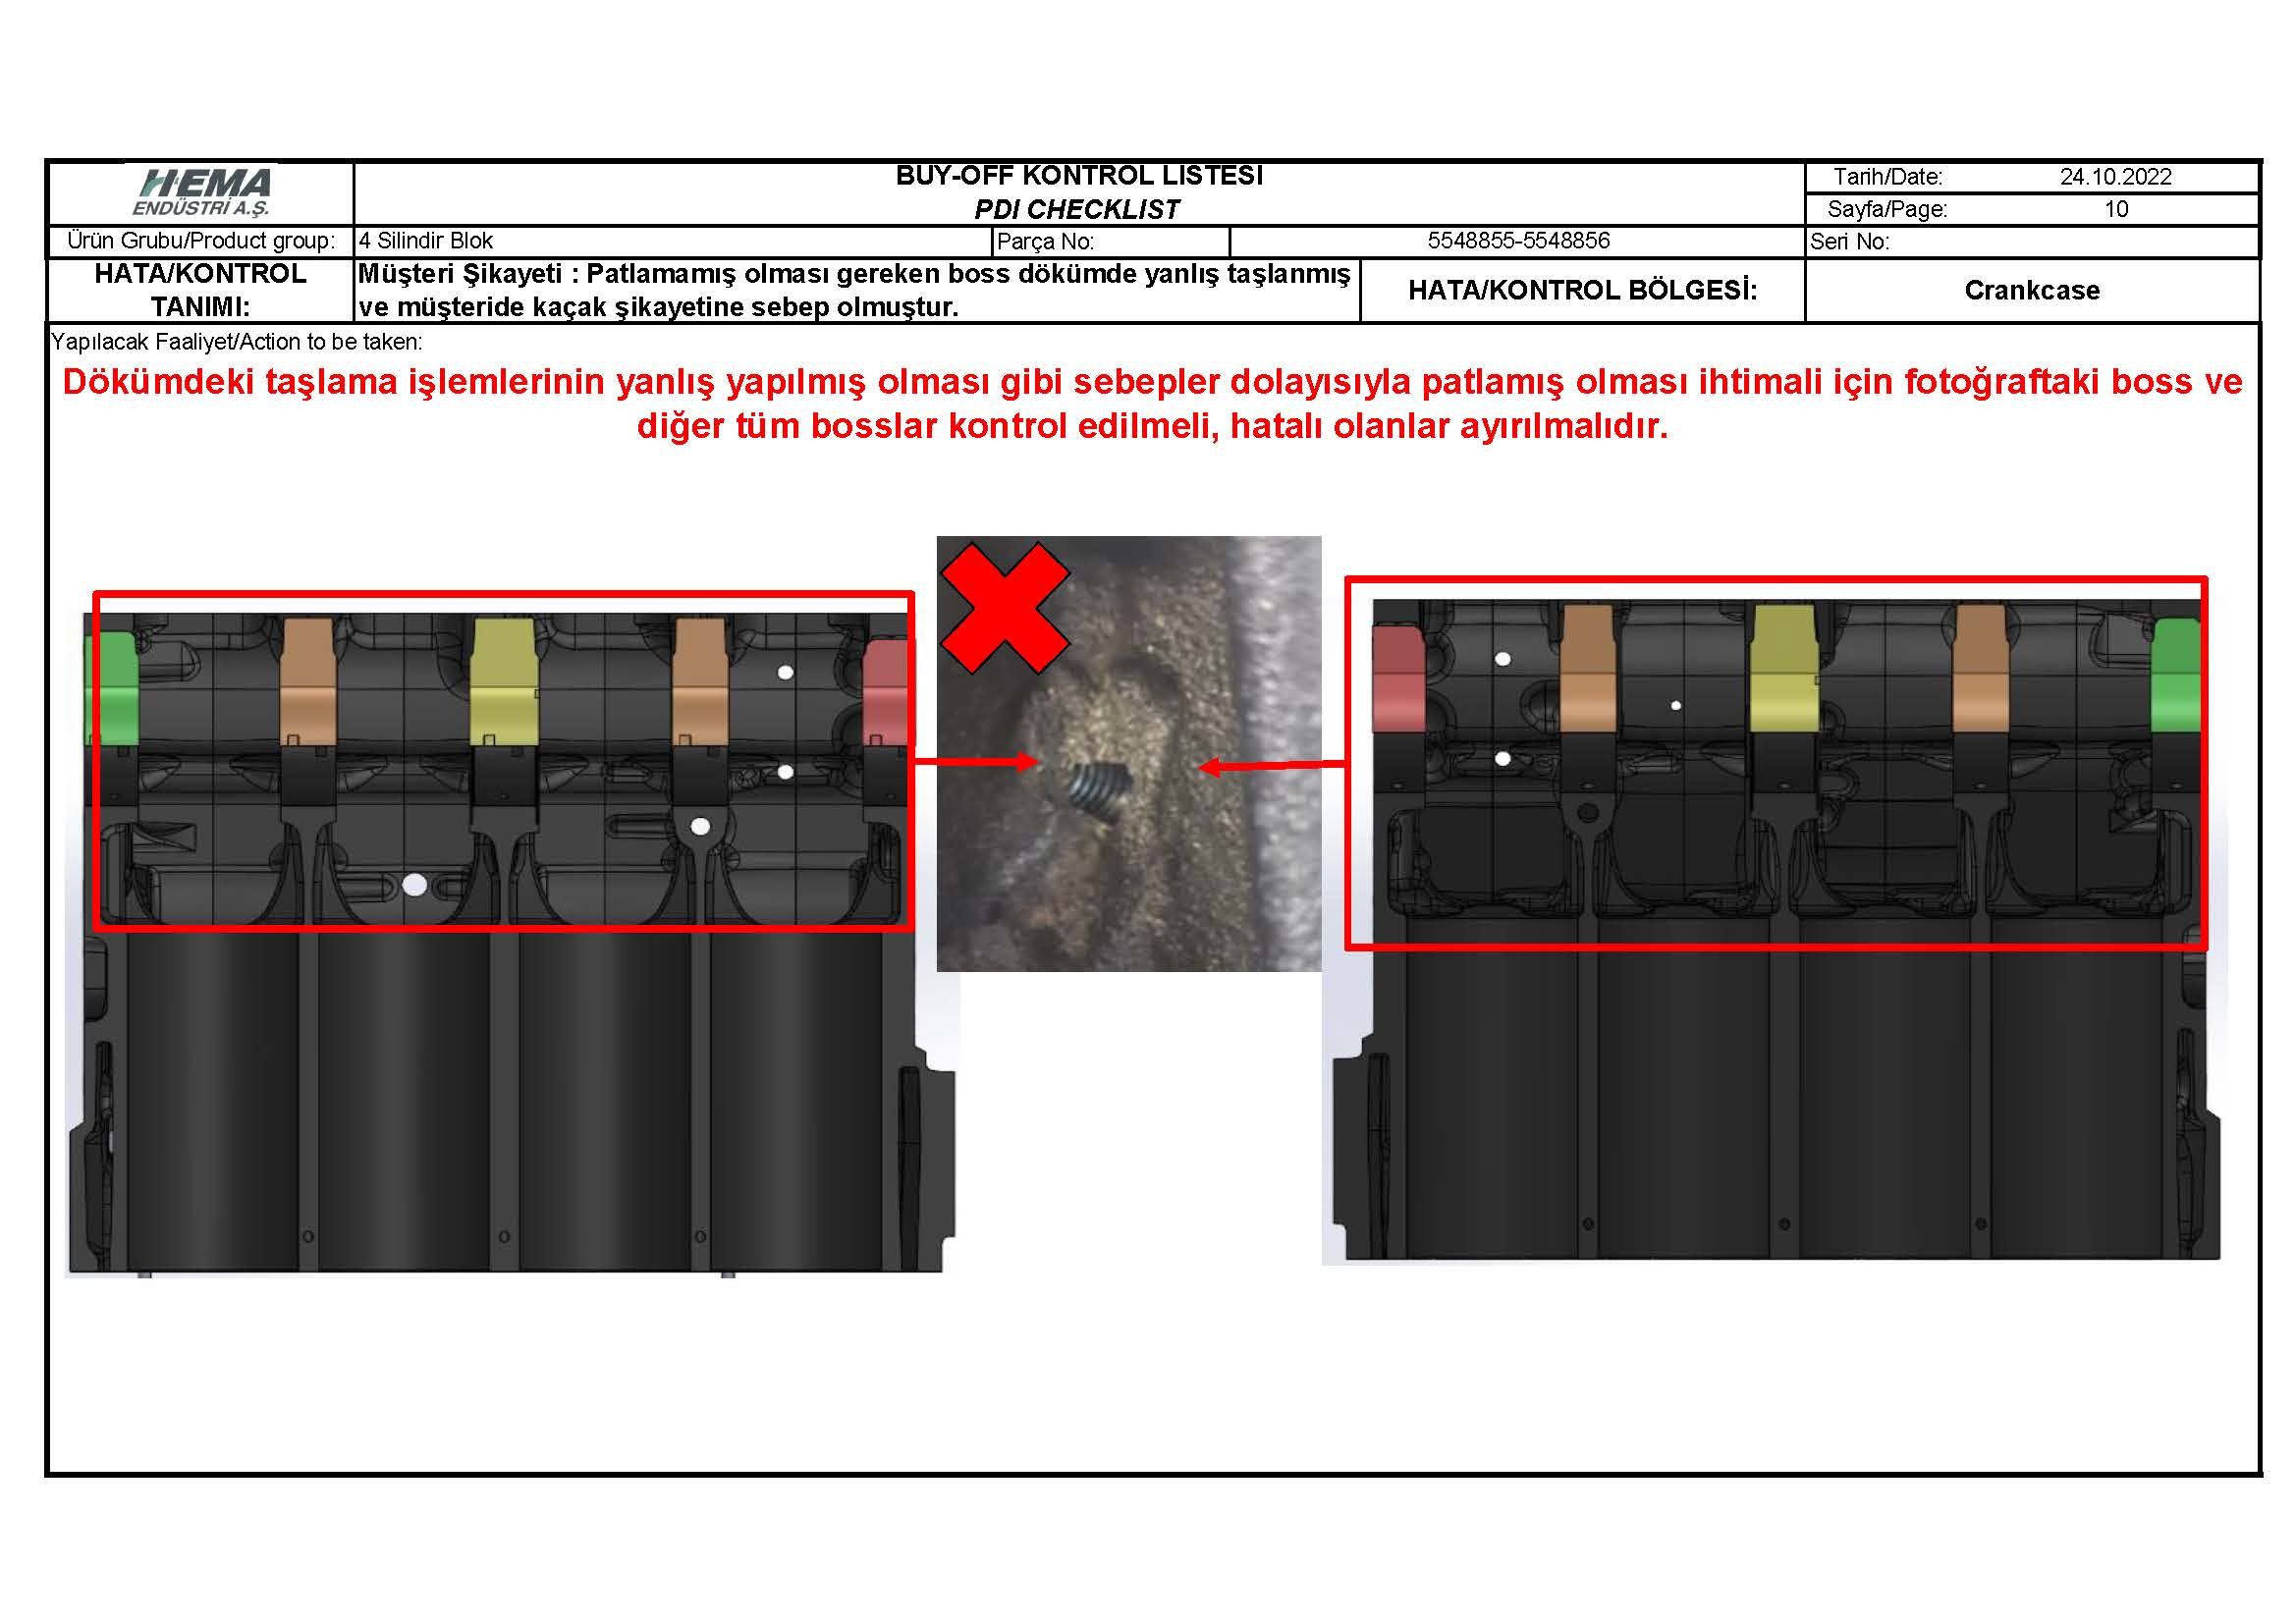 HEMA
ENDÜSTRİ A.Ş.
BUY-OFF KONTROL LISTESI
PDI CHECKLIST
Tarih/Date: 24.10.2022
Sayfa/Page: 10
Ürün Grubu/Product group: 4 Silindir Blok Parça No: 5548855-5548856 Seri No:
HATA/KONTROL
TANIMI:
Müşteri Şikayeti : Patlamamış olması gereken boss dökümde yanlış taşlanmış
ve müşteride kaçak şikayetine sebep olmuştur.
HATA/KONTROL BÖLGESİ: Crankcase
Yapılacak Faaliyet/Action to be taken:
Dökümdeki taşlama işlemlerinin yanlış yapılmış olması gibi sebepler dolayısıyla patlamış olması ihtimali için fotoğraftaki boss ve
diğer tüm bosslar kontrol edilmeli, hatalı olanlar ayırılmalıdır.